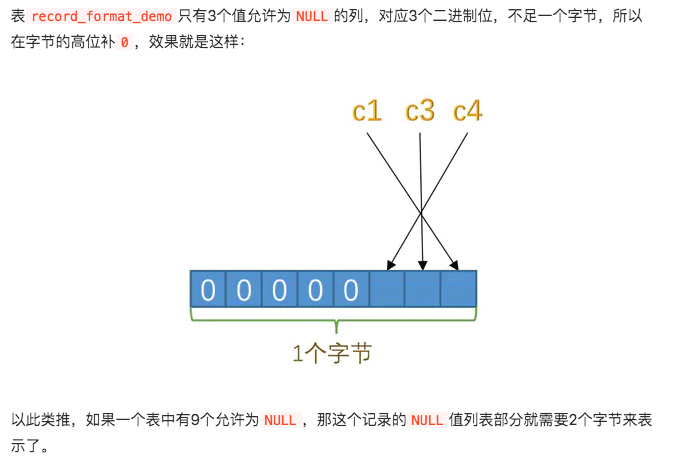 表 record_format_demo 只有3个值允许为 NULL 的列，对应3个二进制位，不足一个字节，所以
在字节的高位补 0 ，效果就是这样：
c1 c3 c4
0 0 0 0 0
1个字节
以此类推，如果一个表中有9个允许为 NULL ，那这个记录的 NULL 值列表部分就需要2个字节来表
示了。